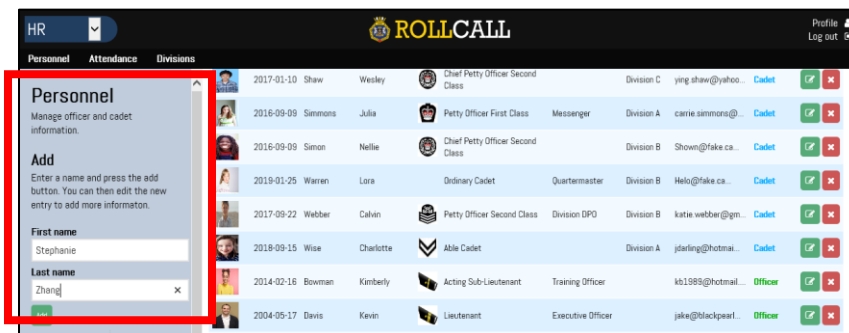 HR
ROLLCALL
Profile
Log out
Personnel Attendance Divisions
Personnel
Manage officer and cadet
information.
Add
Enter a name and press the add
button. You can then edit the new
entry to add more informaton.
First name
Stephanie
Last name
Zhang
Add
2017-01-10 Shaw Wesley Chief Petty Officer Second Class Division C ying.shaw@yahoo... Cadet
2016-09-09 Simmons Julia Petty Officer First Class Messenger Division A carrie.simmons@... Cadet
2016-09-09 Simon Nellie Chief Petty Officer Second Class Division B Shown@fake.ca... Cadet
2019-01-25 Warren Lora Ordinary Cadet Quartermaster Division B Helo@fake.ca... Cadet
2017-09-22 Webber Calvin Petty Officer Second Class Division DPO Division B katie.webber@gm... Cadet
2018-09-15 Wise Charlotte Able Cadet Division A jdarling@hotmai... Cadet
2014-02-16 Bowman Kimberly Acting Sub-Lieutenant Training Officer kb1989@hotmail.... Officer
2004-05-17 Davis Kevin Lieutenant Executive Officer jake@blackpearl... Officer